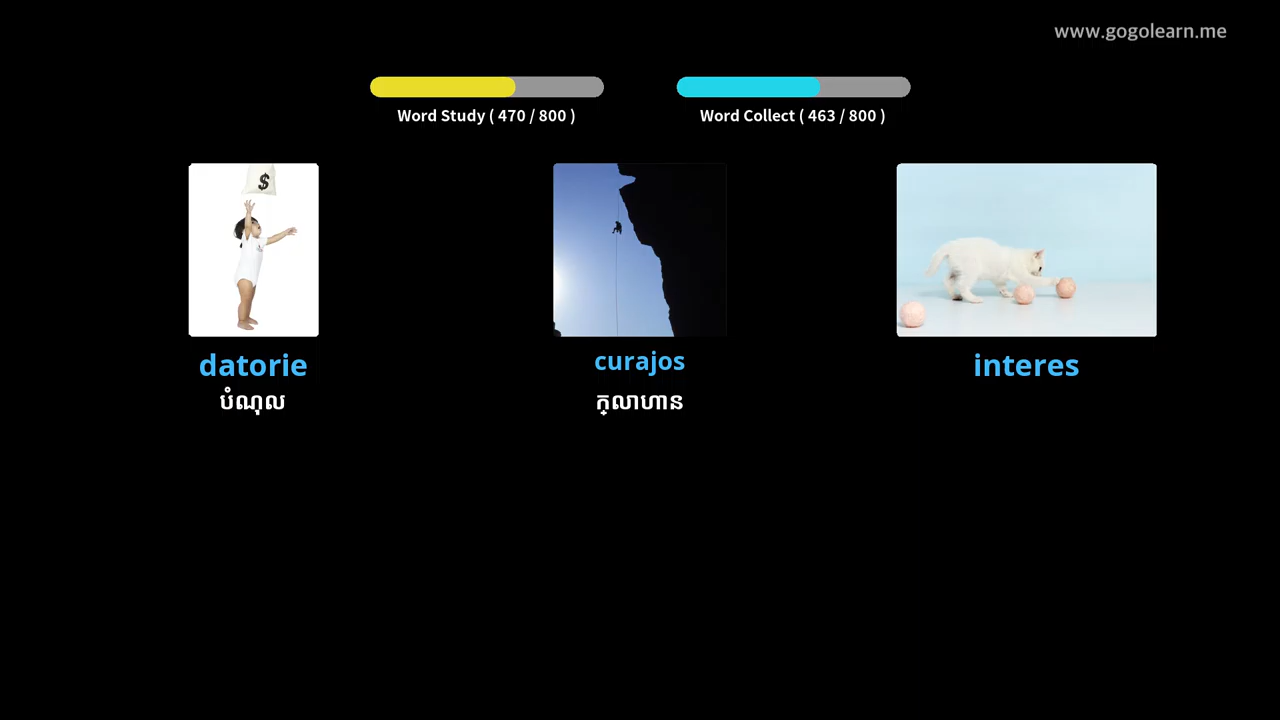 www.gogolearn.me
Word Study ( 470 / 800 )
Word Collect ( 463 / 800 )
$
datorie
curajos
interes
បំណុល
ក្លាហាន